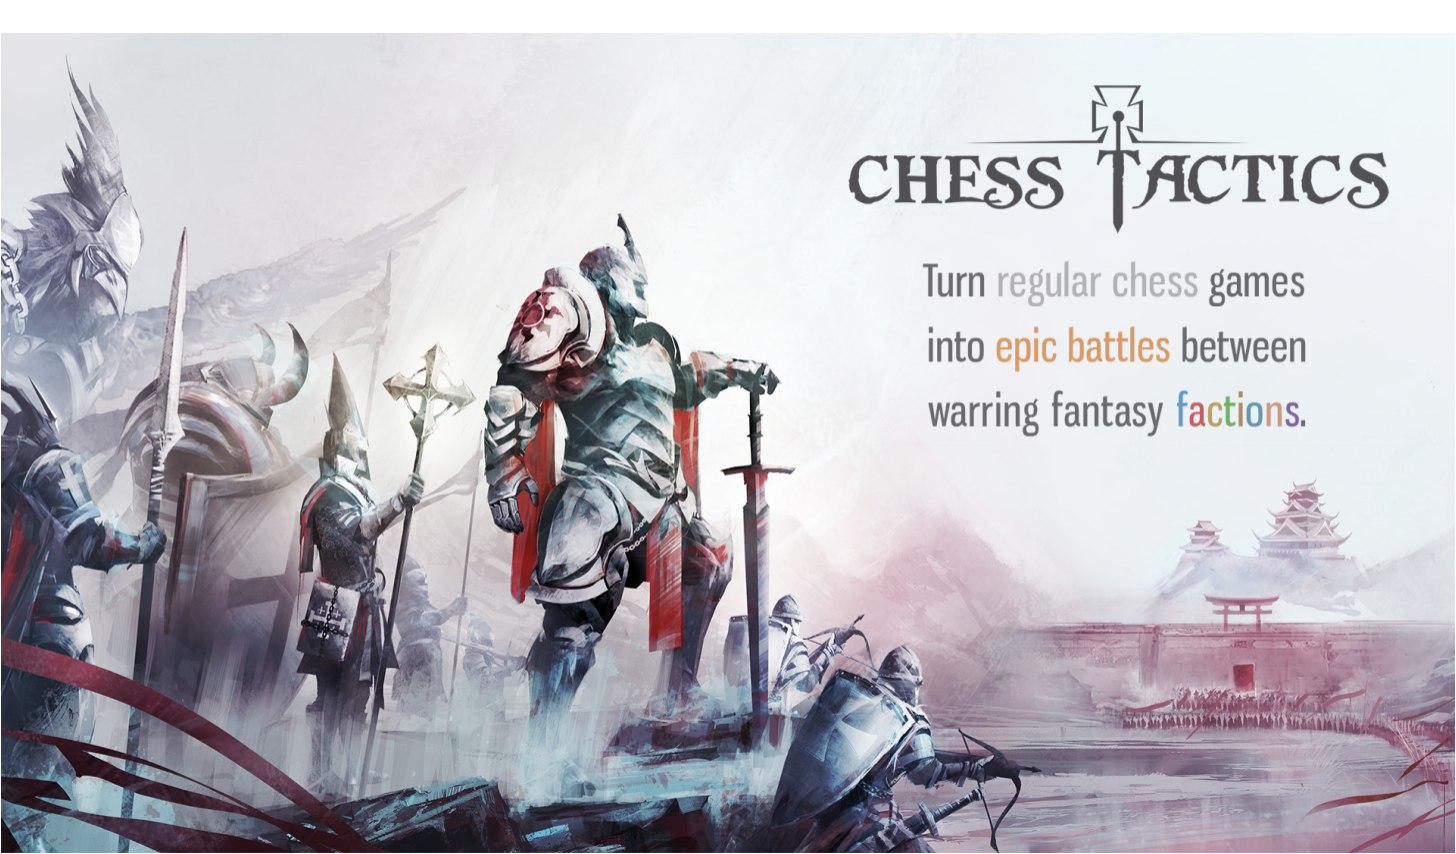 CHESS TACTICS
Turn regular chess games
into epic battles between
warring fantasy factions.